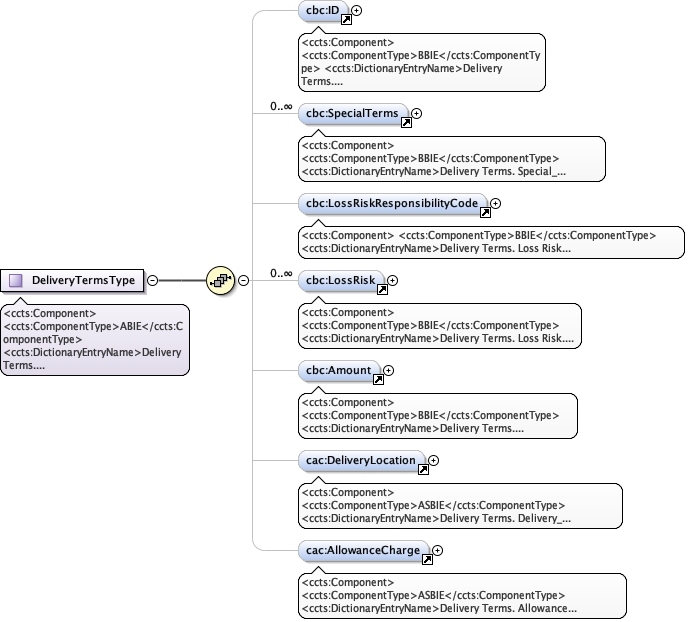 cbc:ID
<ccts:Component>
<ccts:ComponentType>BBIE</ccts:ComponentTy
pe> <ccts:DictionaryEntryName>Delivery
Terms....
0..∞
cbc:SpecialTerms
<ccts:Component>
<ccts:ComponentType>BBIE</ccts:ComponentType>
<ccts:DictionaryEntryName>Delivery Terms. Special_...
cbc:LossRiskResponsibilityCode
<ccts:Component> <ccts:ComponentType>BBIE</ccts:ComponentType>
<ccts:DictionaryEntryName>Delivery Terms. Loss Risk...
DeliveryTermsType
<ccts:Component>
<ccts:ComponentType>ABIE</ccts:C
omponentType>
<ccts:DictionaryEntryName>Delivery
Terms....
0..∞
cbc:LossRisk
<ccts:Component>
<ccts:ComponentType>BBIE</ccts:ComponentType>
<ccts:DictionaryEntryName>Delivery Terms. Loss Risk....
cbc:Amount
<ccts:Component>
<ccts:ComponentType>BBIE</ccts:ComponentType>
<ccts:DictionaryEntryName>Delivery Terms....
cac:DeliveryLocation
<ccts:Component>
<ccts:ComponentType>ASBIE</ccts:ComponentType>
<ccts:DictionaryEntryName>Delivery Terms. Delivery_...
cac:AllowanceCharge
<ccts:Component>
<ccts:ComponentType>ASBIE</ccts:ComponentType>
<ccts:DictionaryEntryName>Delivery Terms. Allowance...